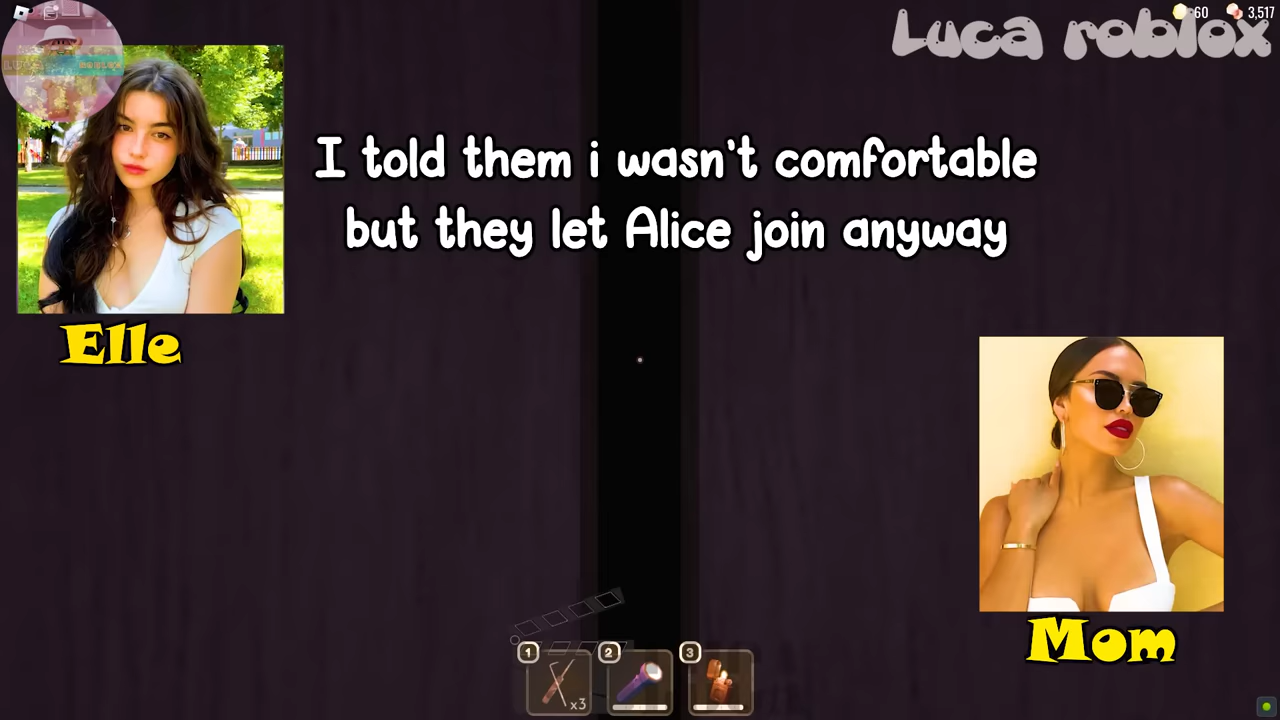 60
3,517
Luca roblox
I told them i wasn't comfortable
but they let Alice join anyway
Elle
Mom
1
2
3
x3